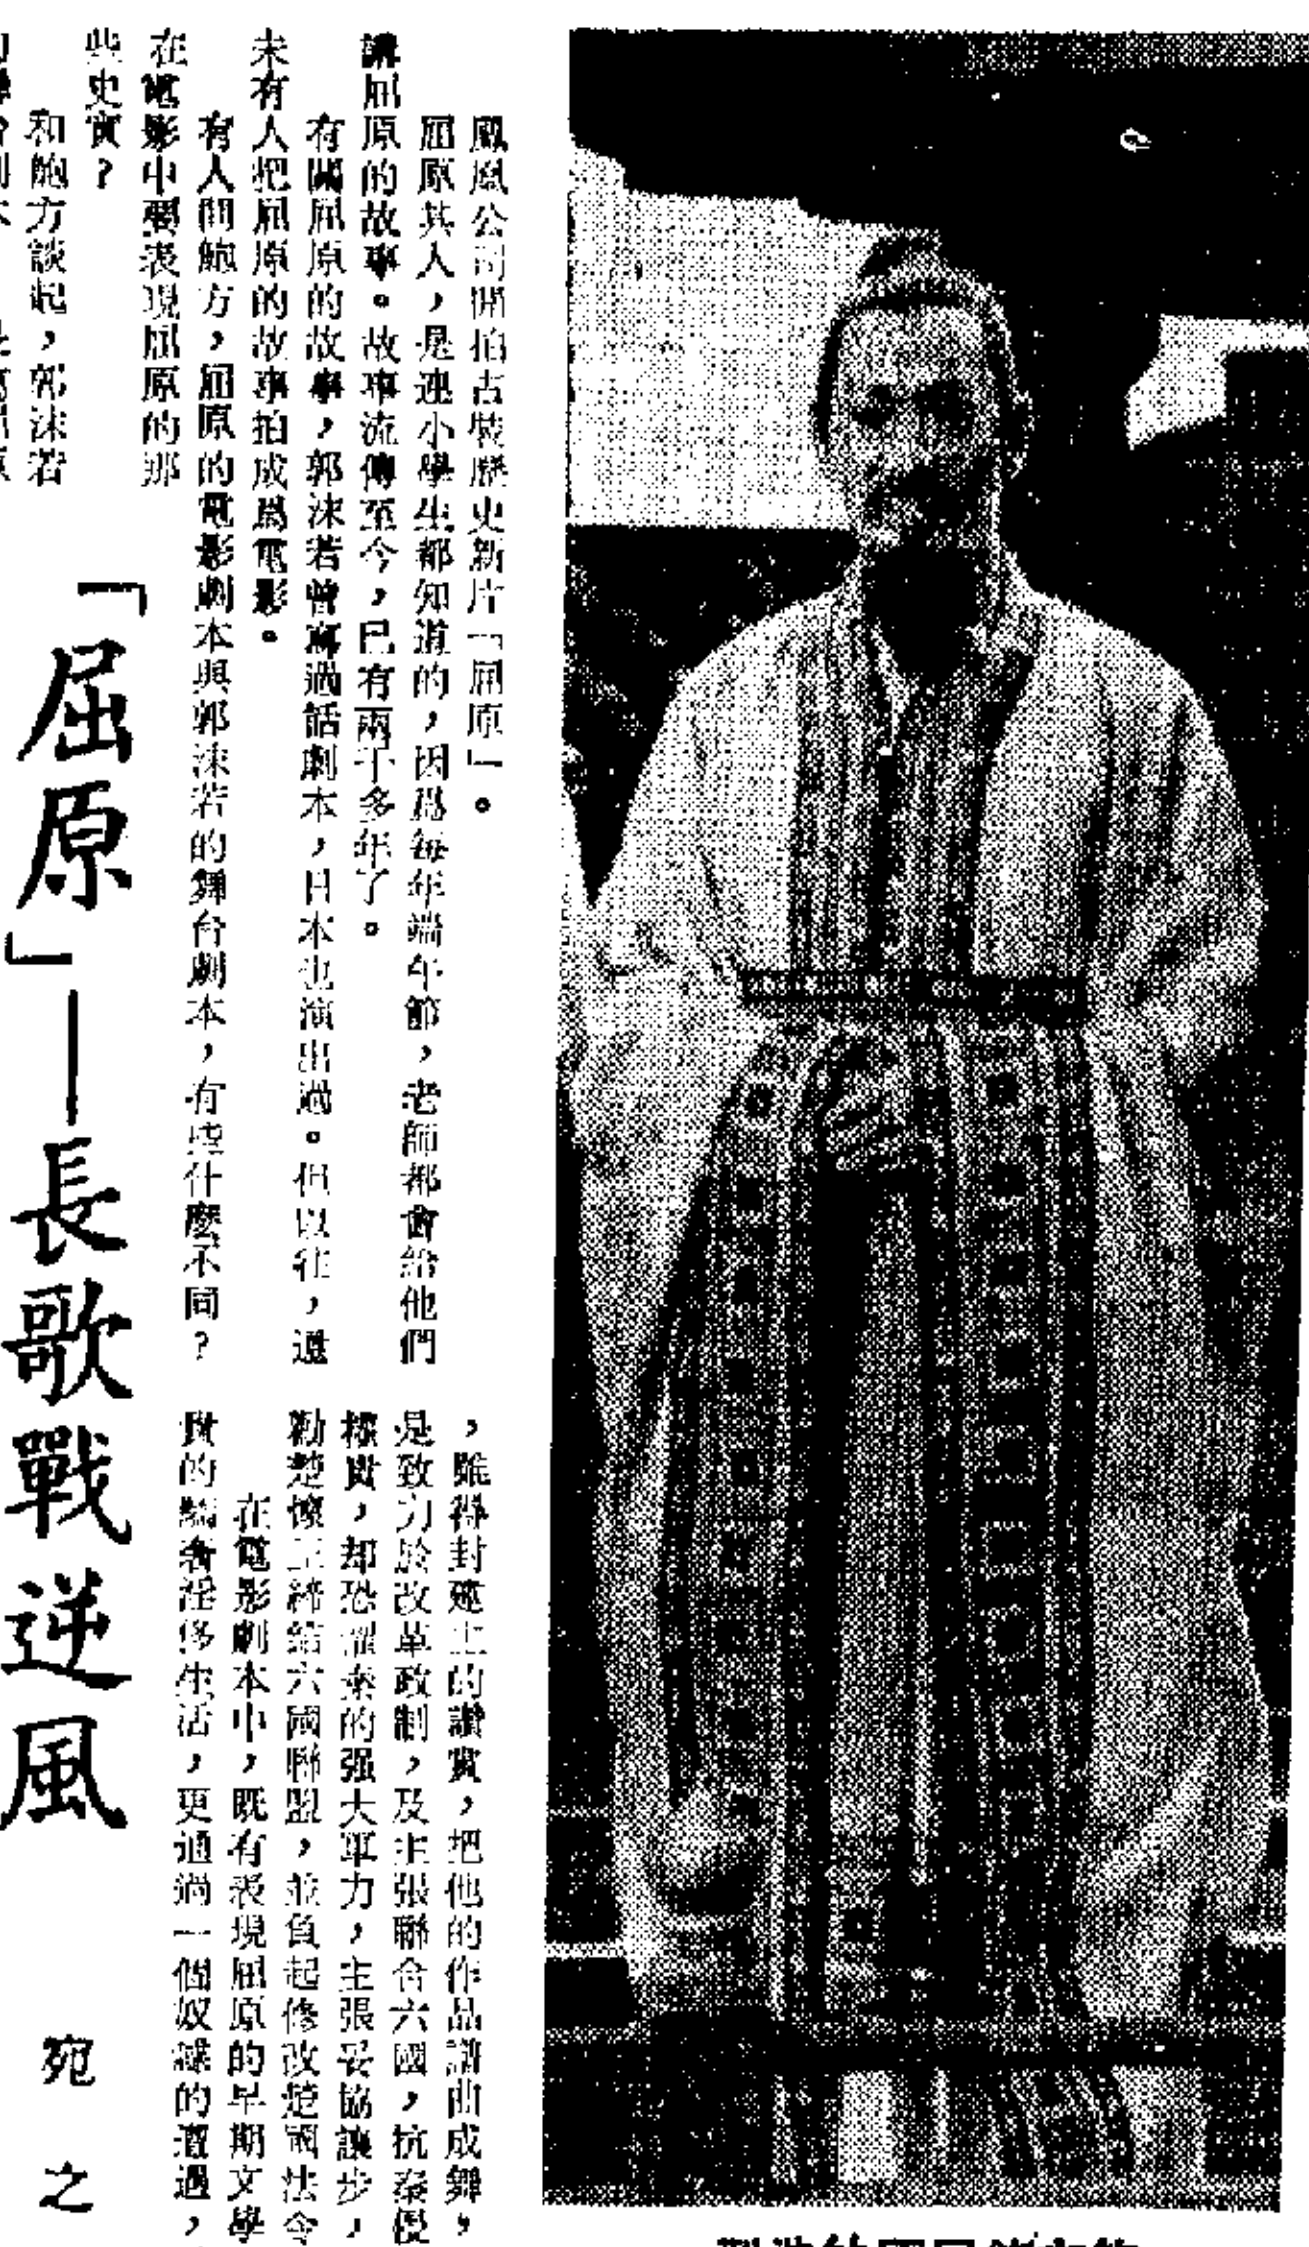 鳳凰公司開拍古裝歷史新片「屈原」。
屈原其人，是連小學生都知道的，因爲每年端午節，老師都會給他們
講屈原的故事。故事流傳至今，已有兩千多年了。
有關屈原的故事，郭沫若曾寫過話劇本，日本也演出過。但以往，還
未有人把屈原的故事拍成爲電影。
有人問鮑方，屈原的電影劇本與郭沫若的舞台劇本，有些什麼不同？
在電影中要表現屈原的那
些史實？
和鮑方談起，郭沫若
「屈原」—長歌戰逆風
宛之
，雖得封建主的讚賞，把他的作品譜曲成舞，
是致力於改革政制，及主張聯合六國，抗秦優
權貴，却恐懼秦的强大軍力，主張妥協讓步，
勸楚懷王締結六國聯盟，並負起修改楚國法令
在電影劇本中，既有表現屈原的早期文學
的驕奢淫侈生活，更通過一個奴隸的遭遇，